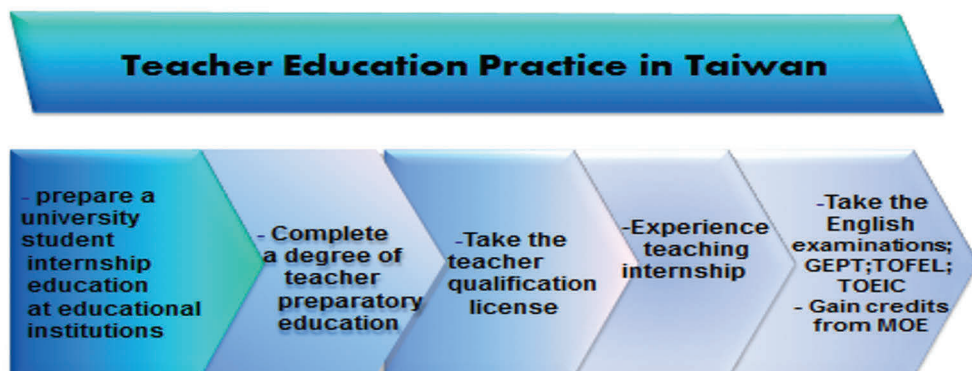 Teacher Education Practice in Taiwan
- prepare a
university
student
internship
education
at educational
institutions
- Complete
a degree of
teacher
preparatory
education
-Take the
teacher
qualification
license
-Experience
teaching
internship
-Take the
English
examinations;
GEPT;TOFEL;
TOEIC
- Gain credits
from MOE